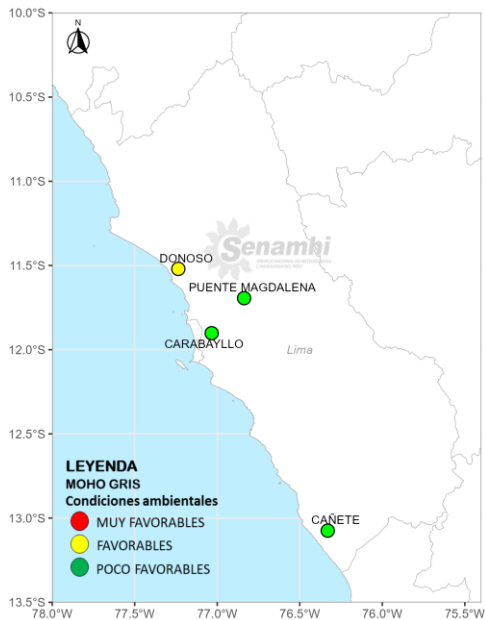 10.0°S
N
10.5°S
11.0°S
Senamhi
DONOSO
11.5°S
PUENTE MAGDALENA
12.0°S
CARABAYLLO
Lima
12.5°S
LEYENDA
MOHO GRIS
Condiciones ambientales
MUY FAVORABLES
FAVORABLES
POCO FAVORABLES
CAÑETE
13.0°S
13.5°S
78.0°W 77.5°W 77.0°W 76.5°W 76.0°W 75.5°W